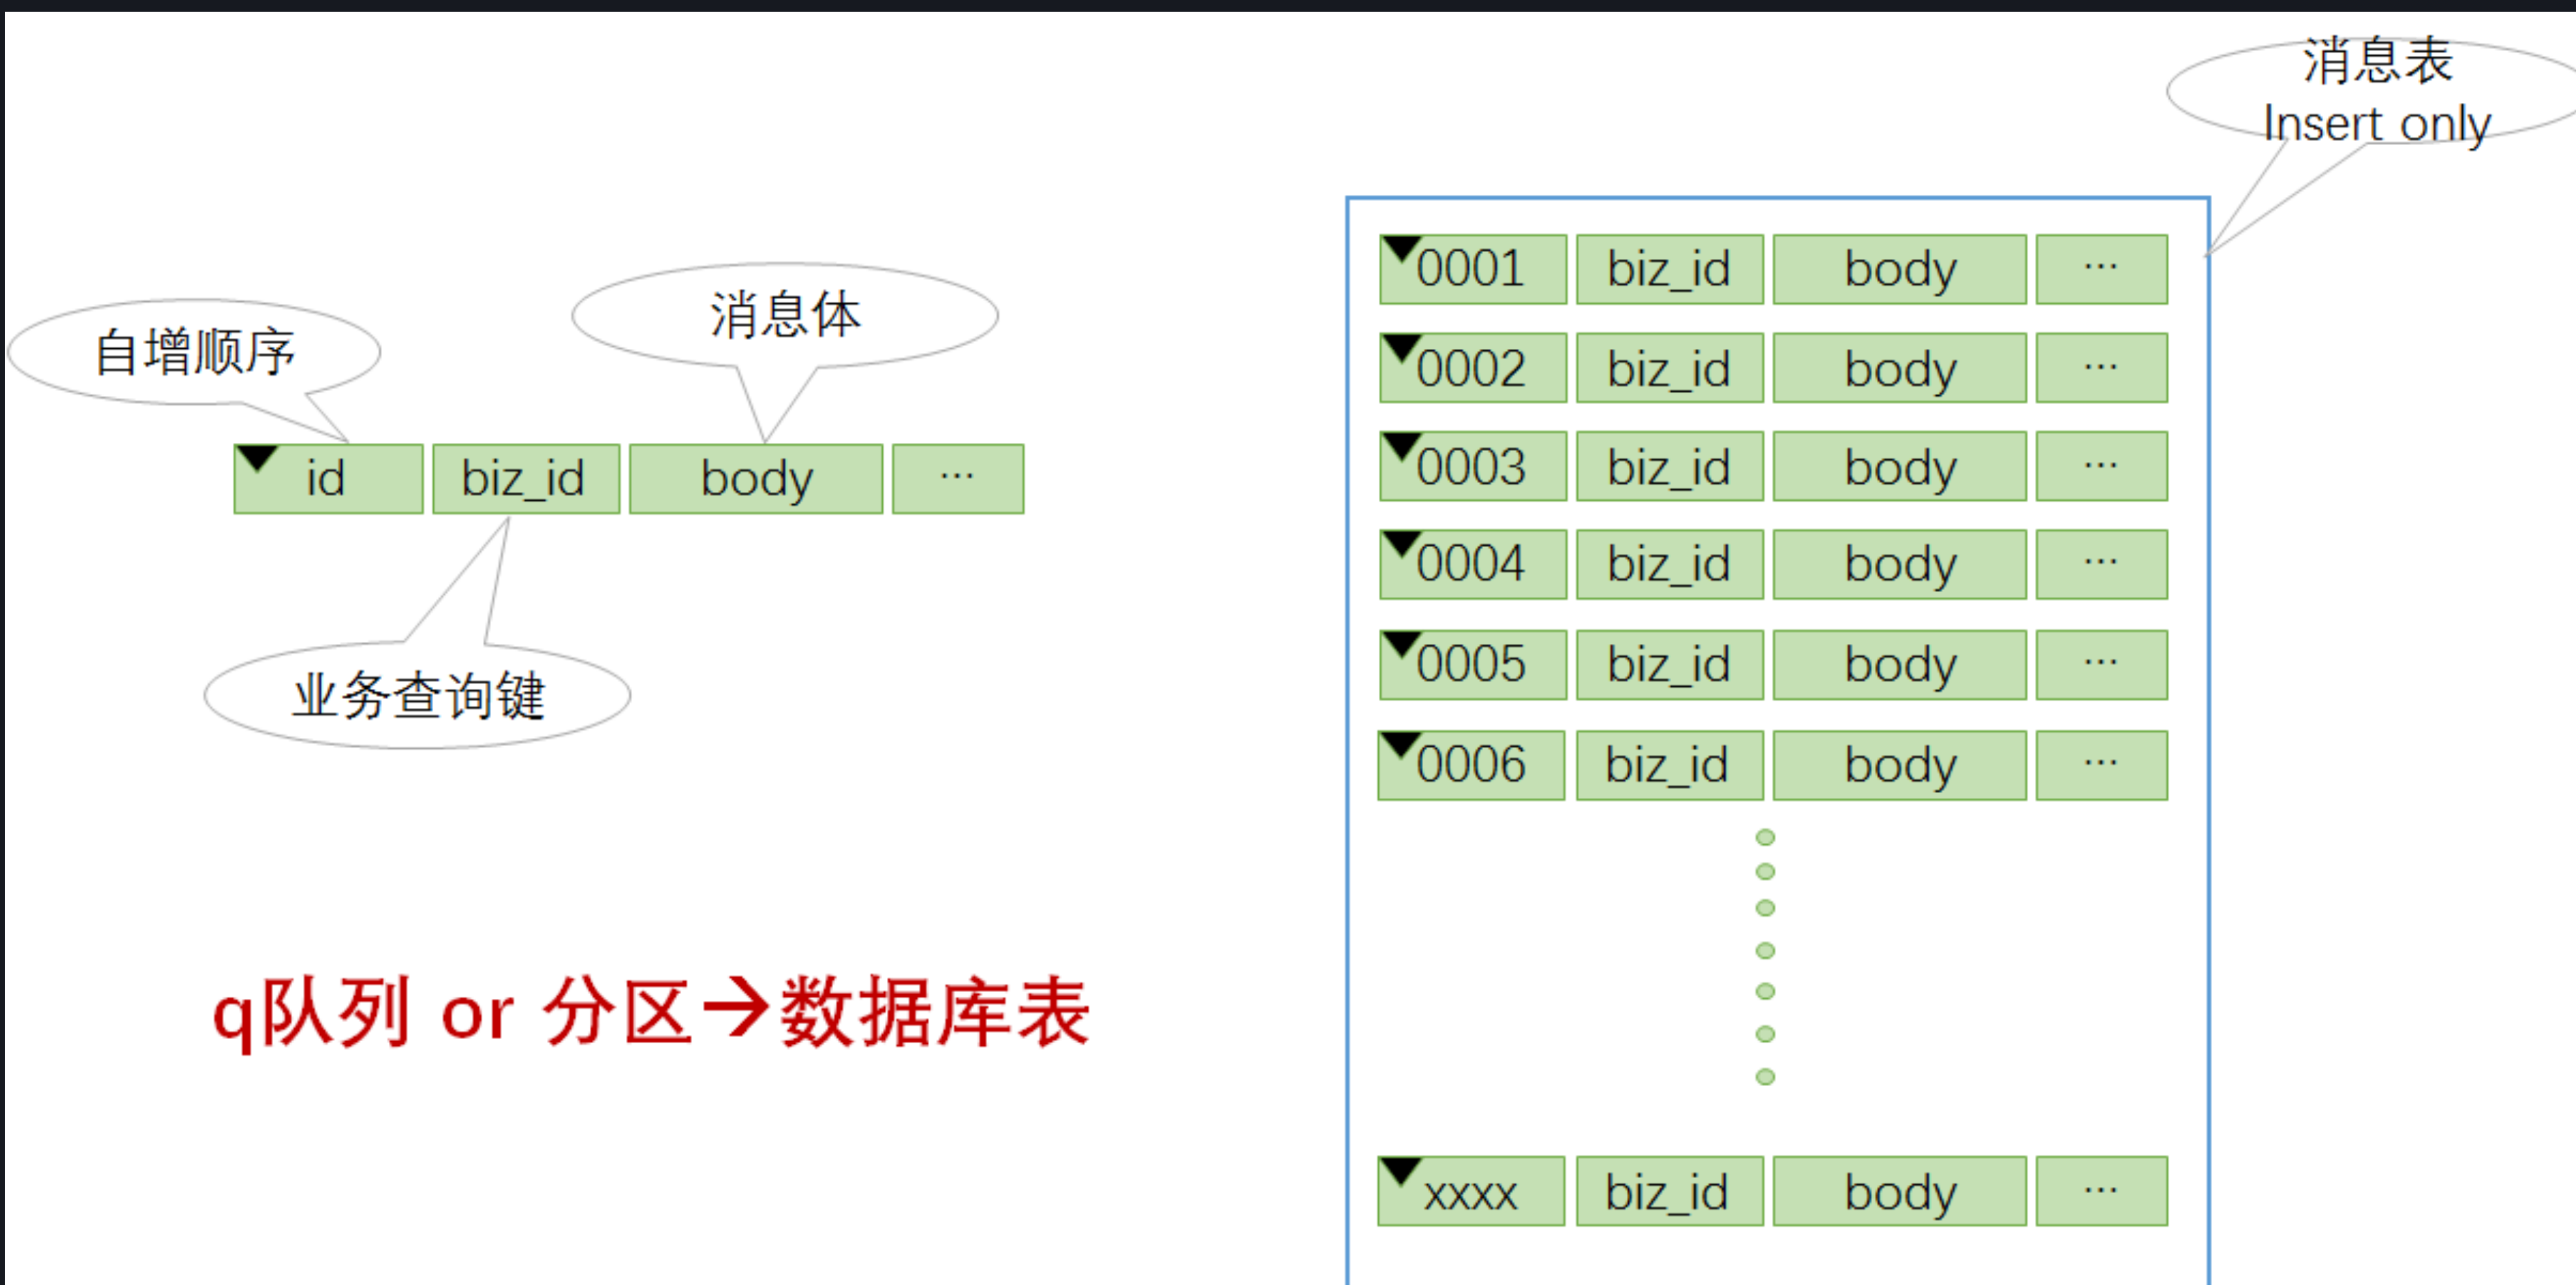 消息表
Insert only
自增顺序
消息体
id biz_id body ...
业务查询键
q队列 or 分区→数据库表
0001 biz_id body ...
0002 biz_id body ...
0003 biz_id body ...
0004 biz_id body ...
0005 biz_id body ...
0006 biz_id body ...
xxxx biz_id body ...